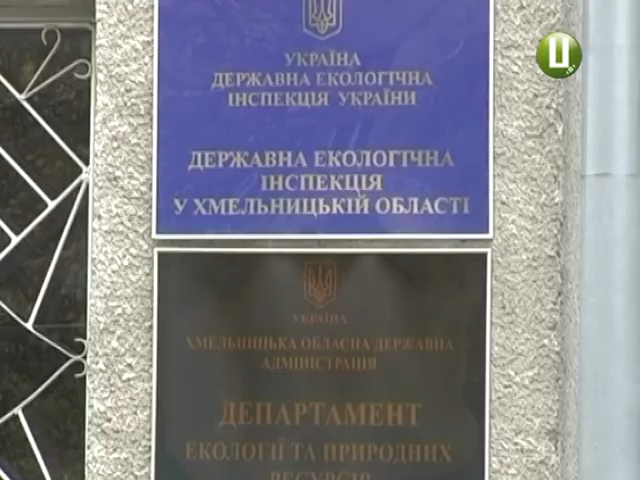 УКРАЇНА
ДЕРЖАВНА ЕКОЛОГІЧНА
ІНСПЕКЦІЯ УКРАЇНИ
ДЕРЖАВНА ЕКОЛОГІЧНА
ІНСПЕКЦІЯ
У ХМЕЛЬНИЦЬКІЙ ОБЛАСТІ
Ц
УКРАЇНА
ХМЕЛЬНИЦЬКА ОБЛАСНА ДЕРЖАВНА
АДМІНІСТРАЦІЯ
ДЕПАРТАМЕНТ
ЕКОЛОГІЇ ТА ПРИРОДНИХ
РЕСУРСІВ